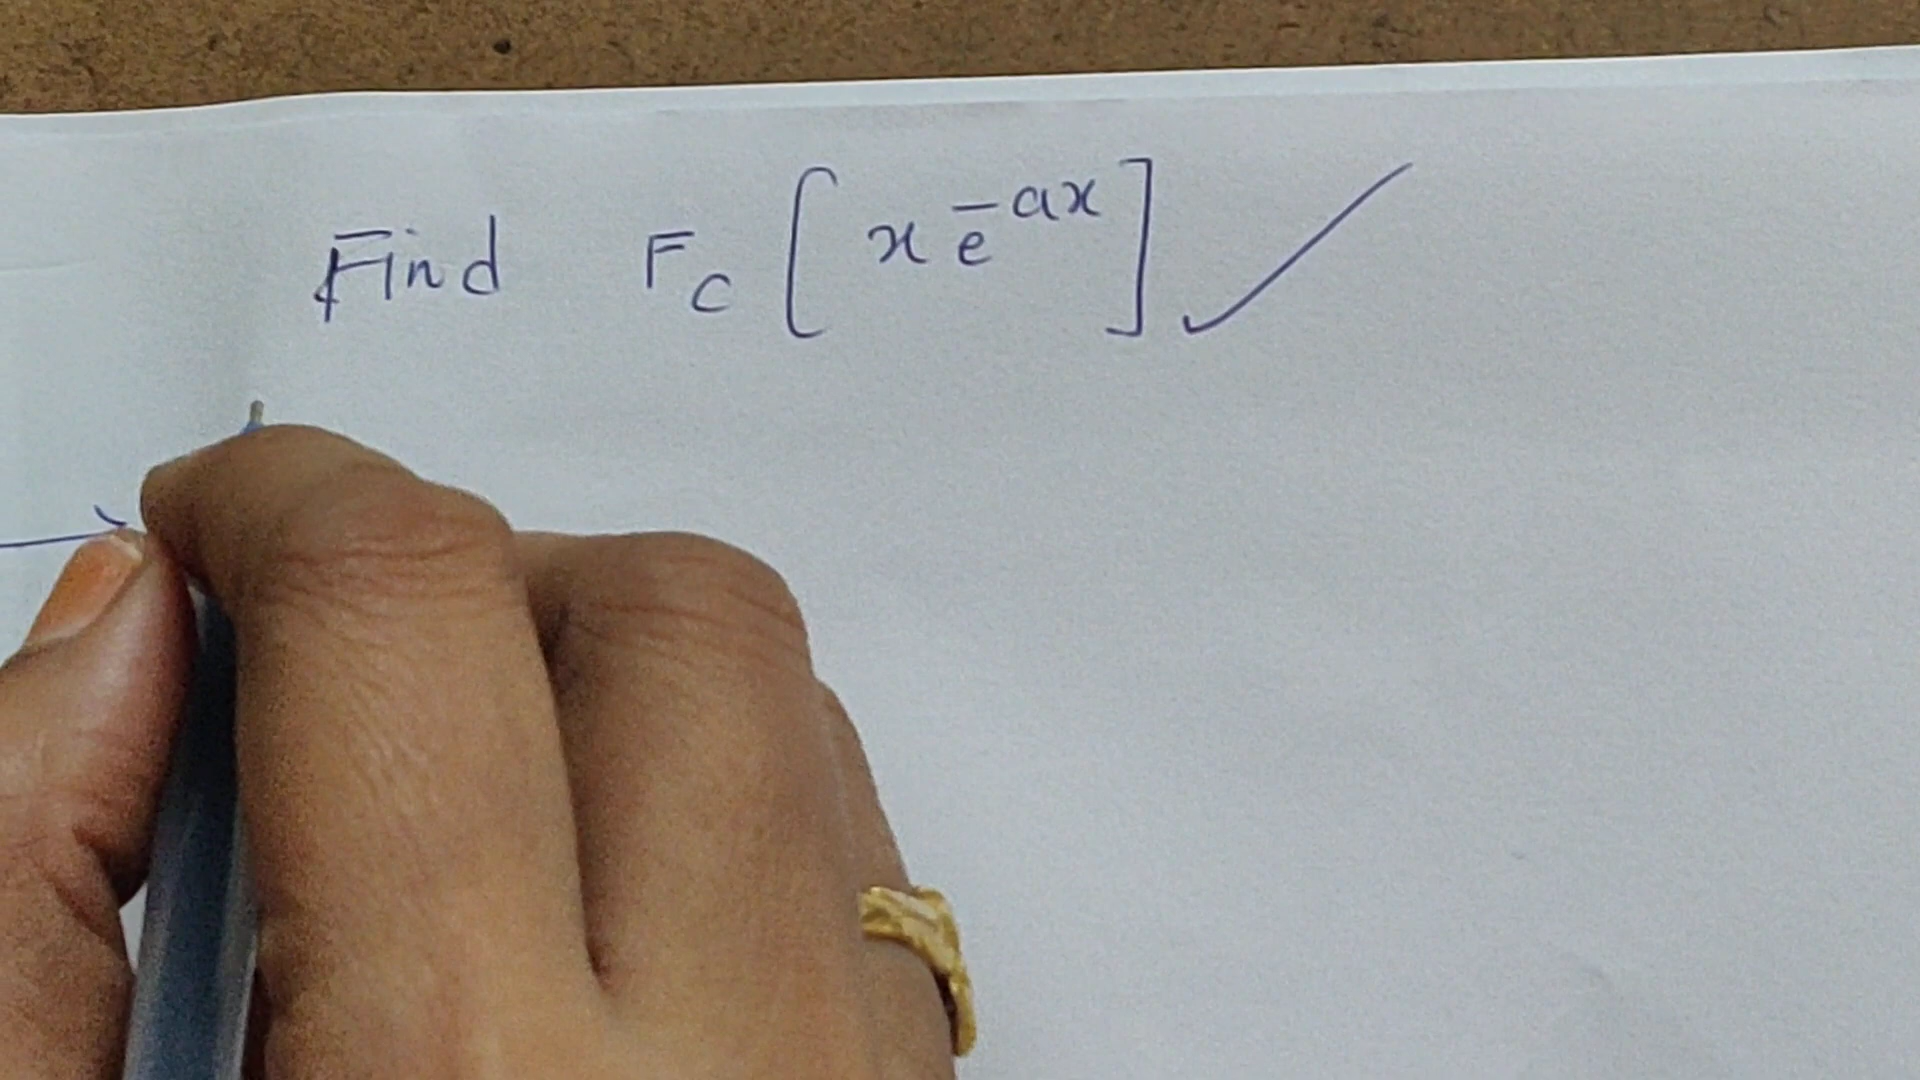 Find F_c [ x e^{-ax} ]